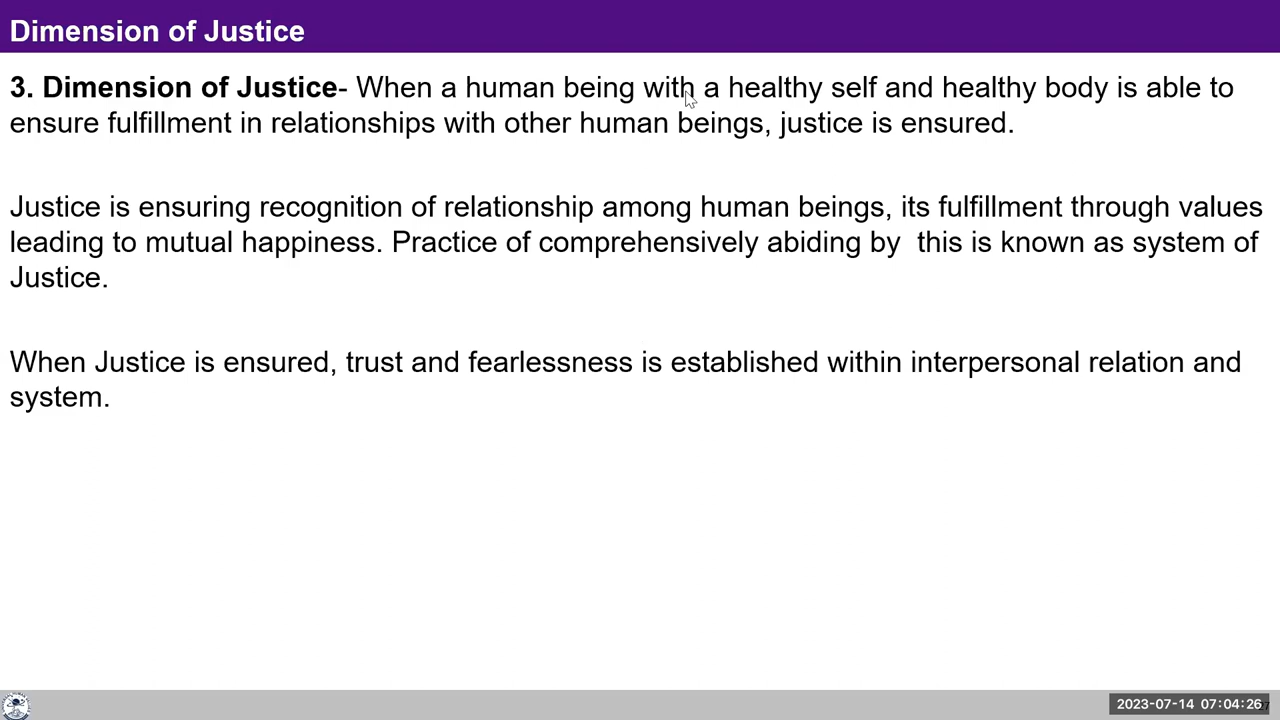 Dimension of Justice
3. Dimension of Justice- When a human being with a healthy self and healthy body is able to
ensure fulfillment in relationships with other human beings, justice is ensured.
Justice is ensuring recognition of relationship among human beings, its fulfillment through values
leading to mutual happiness. Practice of comprehensively abiding by  this is known as system of
Justice.
When Justice is ensured, trust and fearlessness is established within interpersonal relation and
system.
2023-07-14 07:04:26